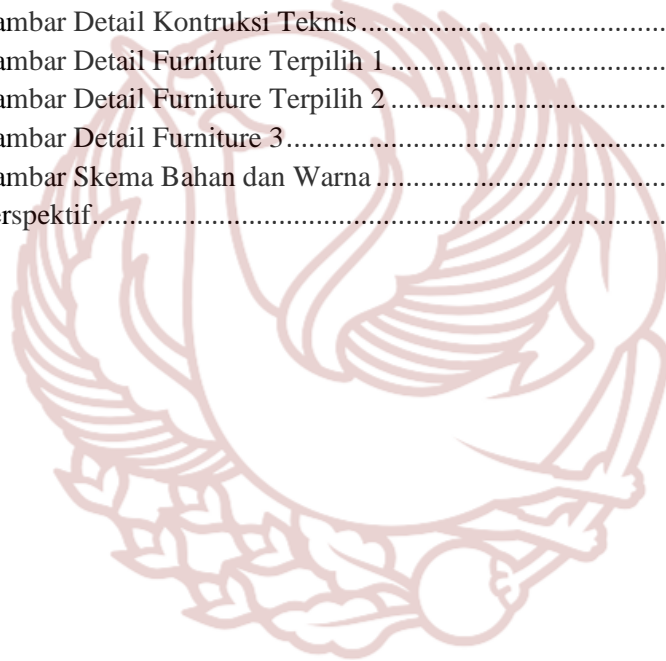 ambar Detail Kontruksi Teknis....................................................
ambar Detail Furniture Terpilih 1................................................
ambar Detail Furniture Terpilih 2................................................
ambar Detail Furniture 3.................................................................
ambar Skema Bahan dan Warna..................................................
erspektif...................................................................................................